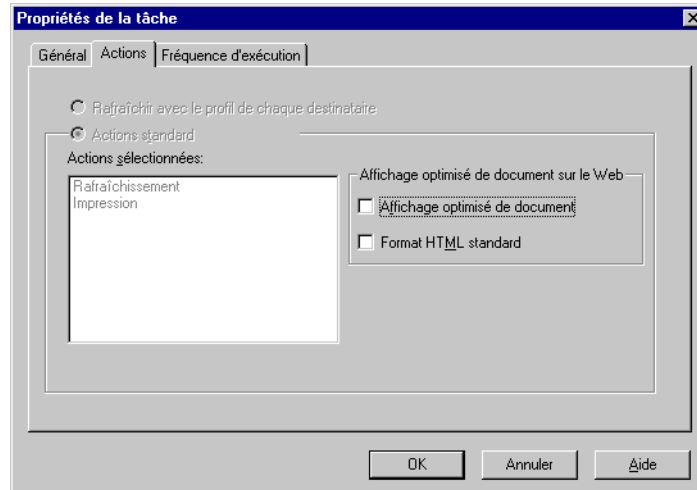 Propriétés de la tâche
Général Actions Fréquence d'exécution
Rafraîchir avec le profil de chaque destinataire
Actions standard
Actions sélectionnées:
Rafraîchissement
Impression
Affichage optimisé de document sur le Web
Affichage optimisé de document
Format HTML standard
OK Annuler Aide